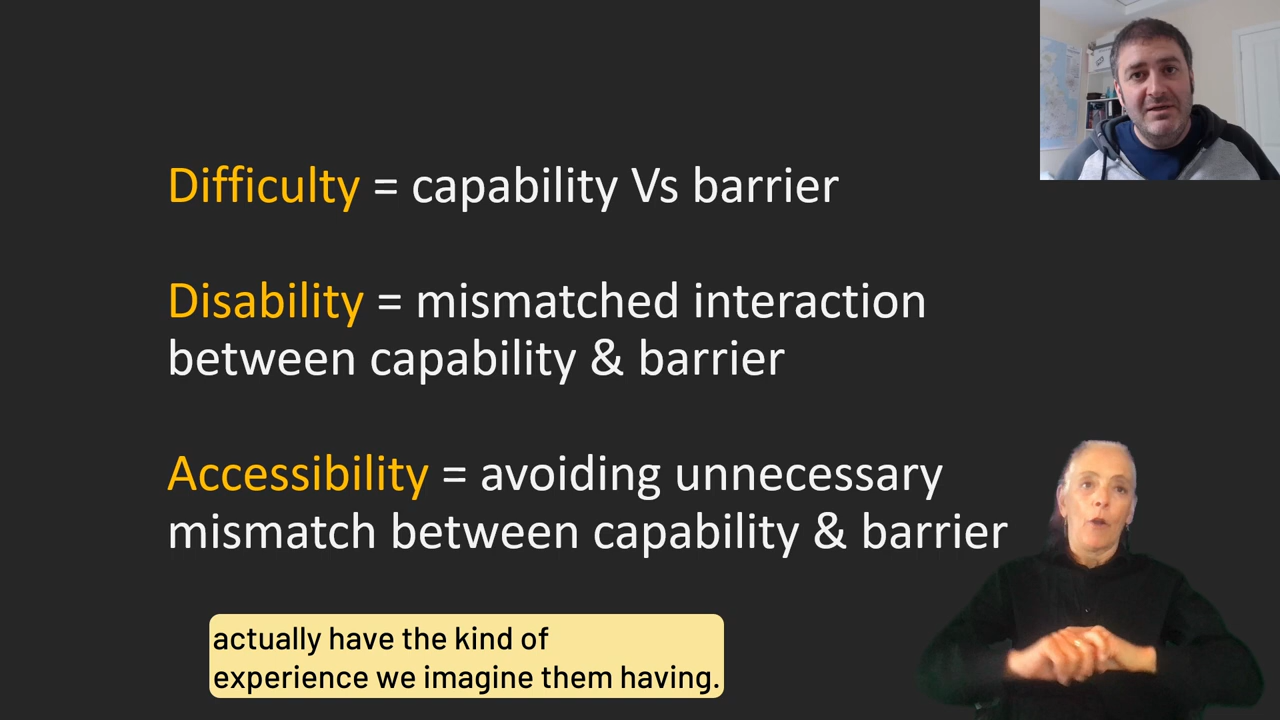 Difficulty = capability Vs barrier
Disability = mismatched interaction
between capability & barrier
Accessibility = avoiding unnecessary
mismatch between capability & barrier
actually have the kind of
experience we imagine them having.